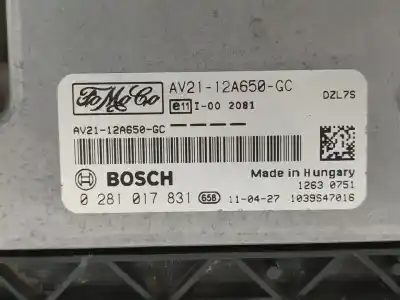 FoMoCo AV21-12A650-GC DZL7S
e11 I-00 2081
AV21-12A650-GC — — — —
BOSCH Made in Hungary
1263 0751
0 281 017 831 658 11-04-27 1039S47016